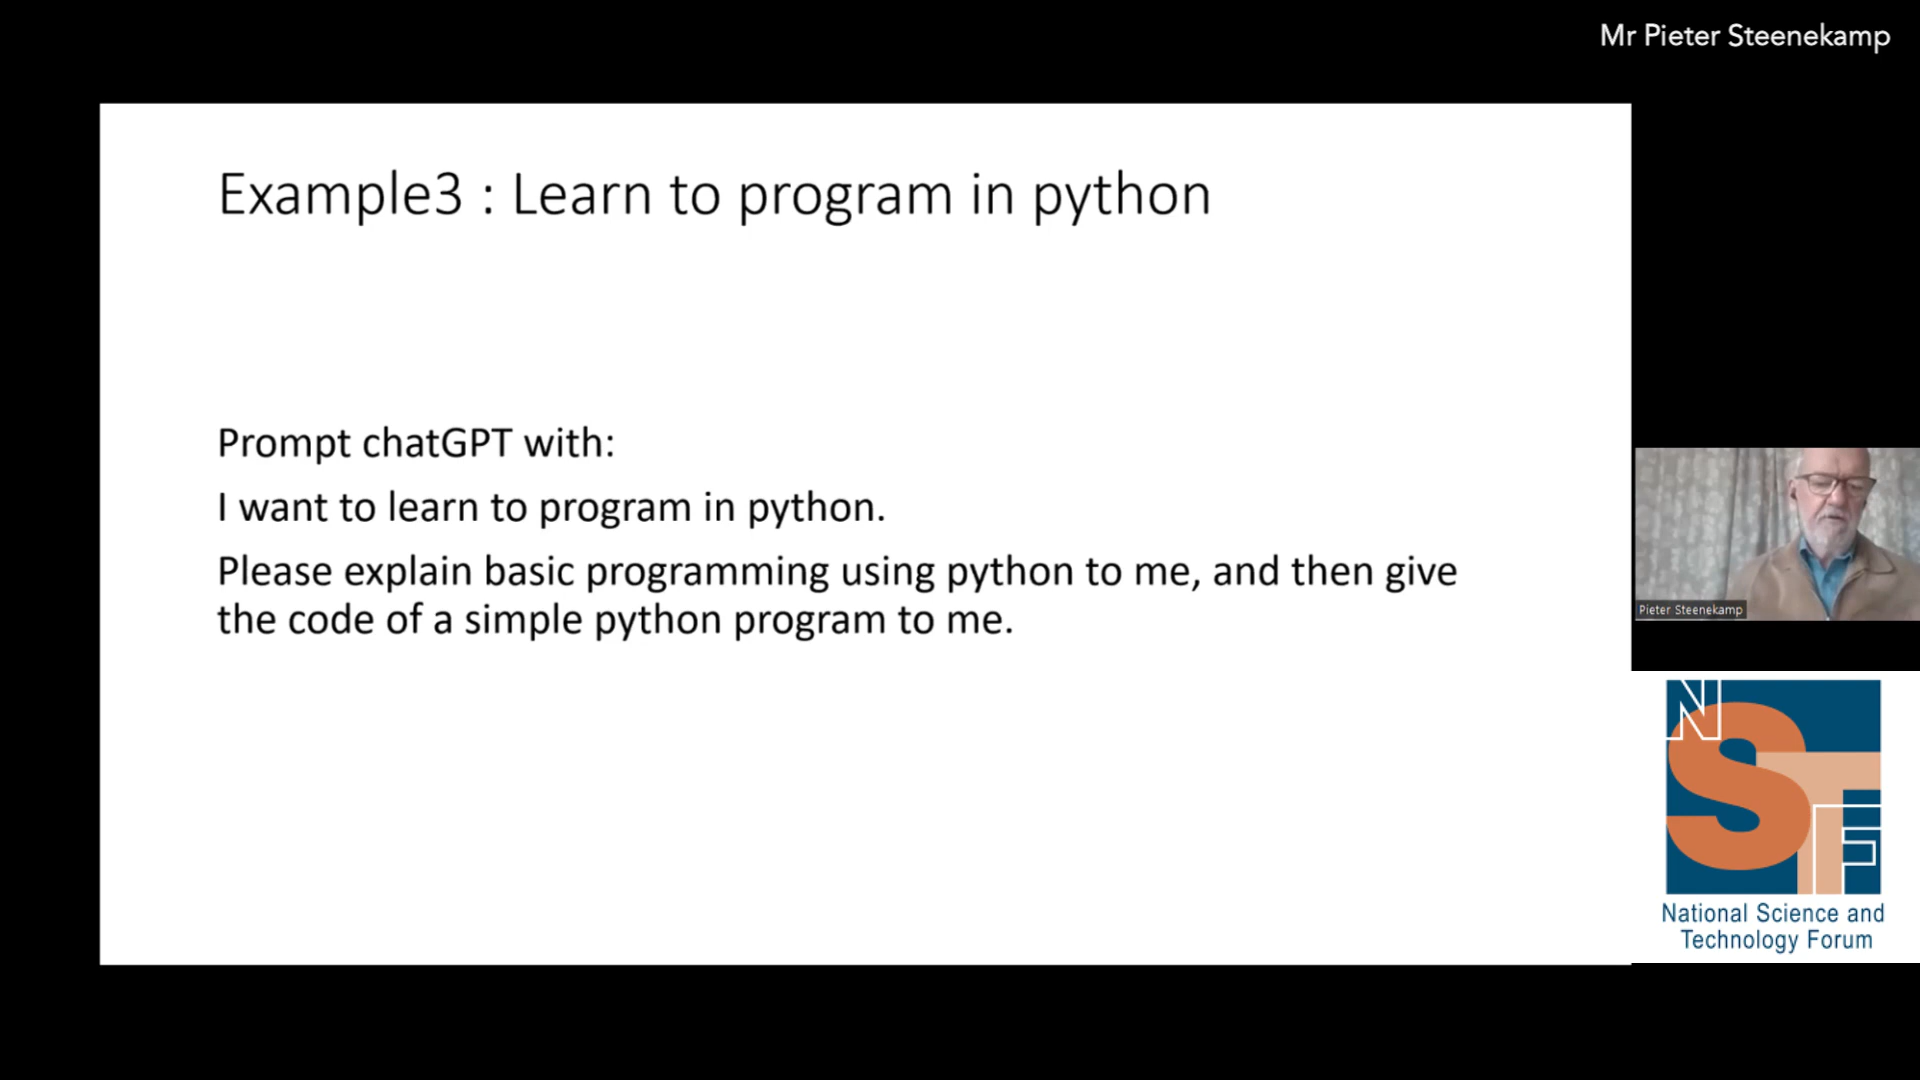 Mr Pieter Steenekamp
Example3 : Learn to program in python
Prompt chatGPT with:
I want to learn to program in python.
Please explain basic programming using python to me, and then give
the code of a simple python program to me.
Pieter Steenekamp
NSTF
National Science and
Technology Forum